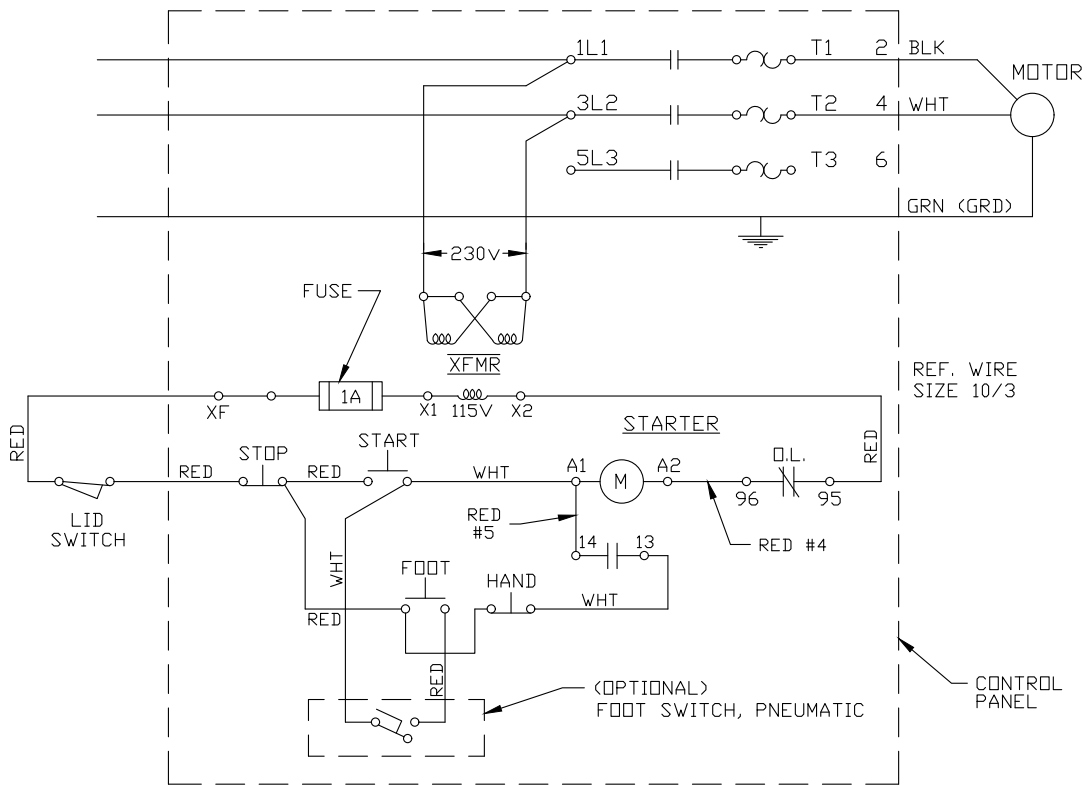 1L1 T1 2 BLK
MOTOR
3L2 T2 4 WHT
5L3 T3 6
GRN (GRD)
230v
FUSE
XFMR
REF. WIRE
SIZE 10/3
1A
XF X1 115V X2
STARTER
RED
STOP
START
O.L.
RED
RED RED WHT A1 M A2
96 95
LID
SWITCH
RED
#5
RED #4
14 13
WHT
FOOT
HAND
WHT
RED
RED
(OPTIONAL)
FOOT SWITCH, PNEUMATIC
CONTROL
PANEL